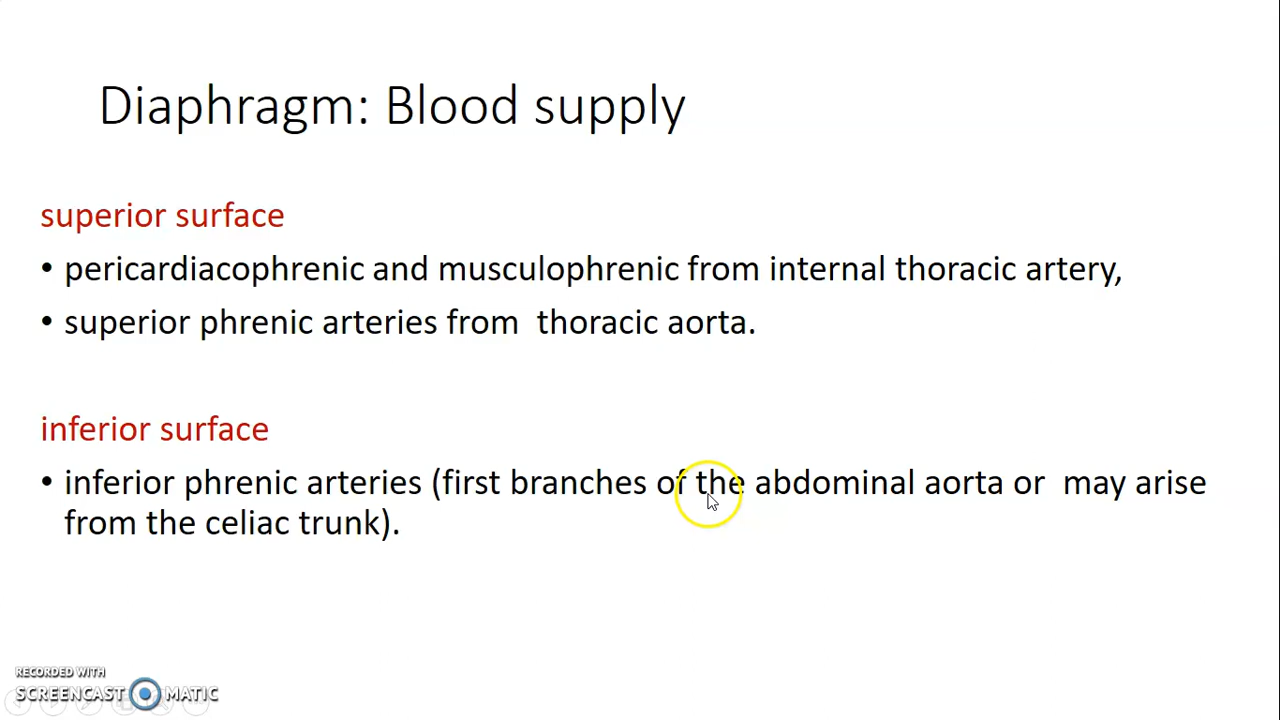 Diaphragm: Blood supply
superior surface
• pericardiacophrenic and musculophrenic from internal thoracic artery,
• superior phrenic arteries from  thoracic aorta.
inferior surface
• inferior phrenic arteries (first branches of the abdominal aorta or  may arise
from the celiac trunk).
RECORDED WITH
SCREENCAST MATIC